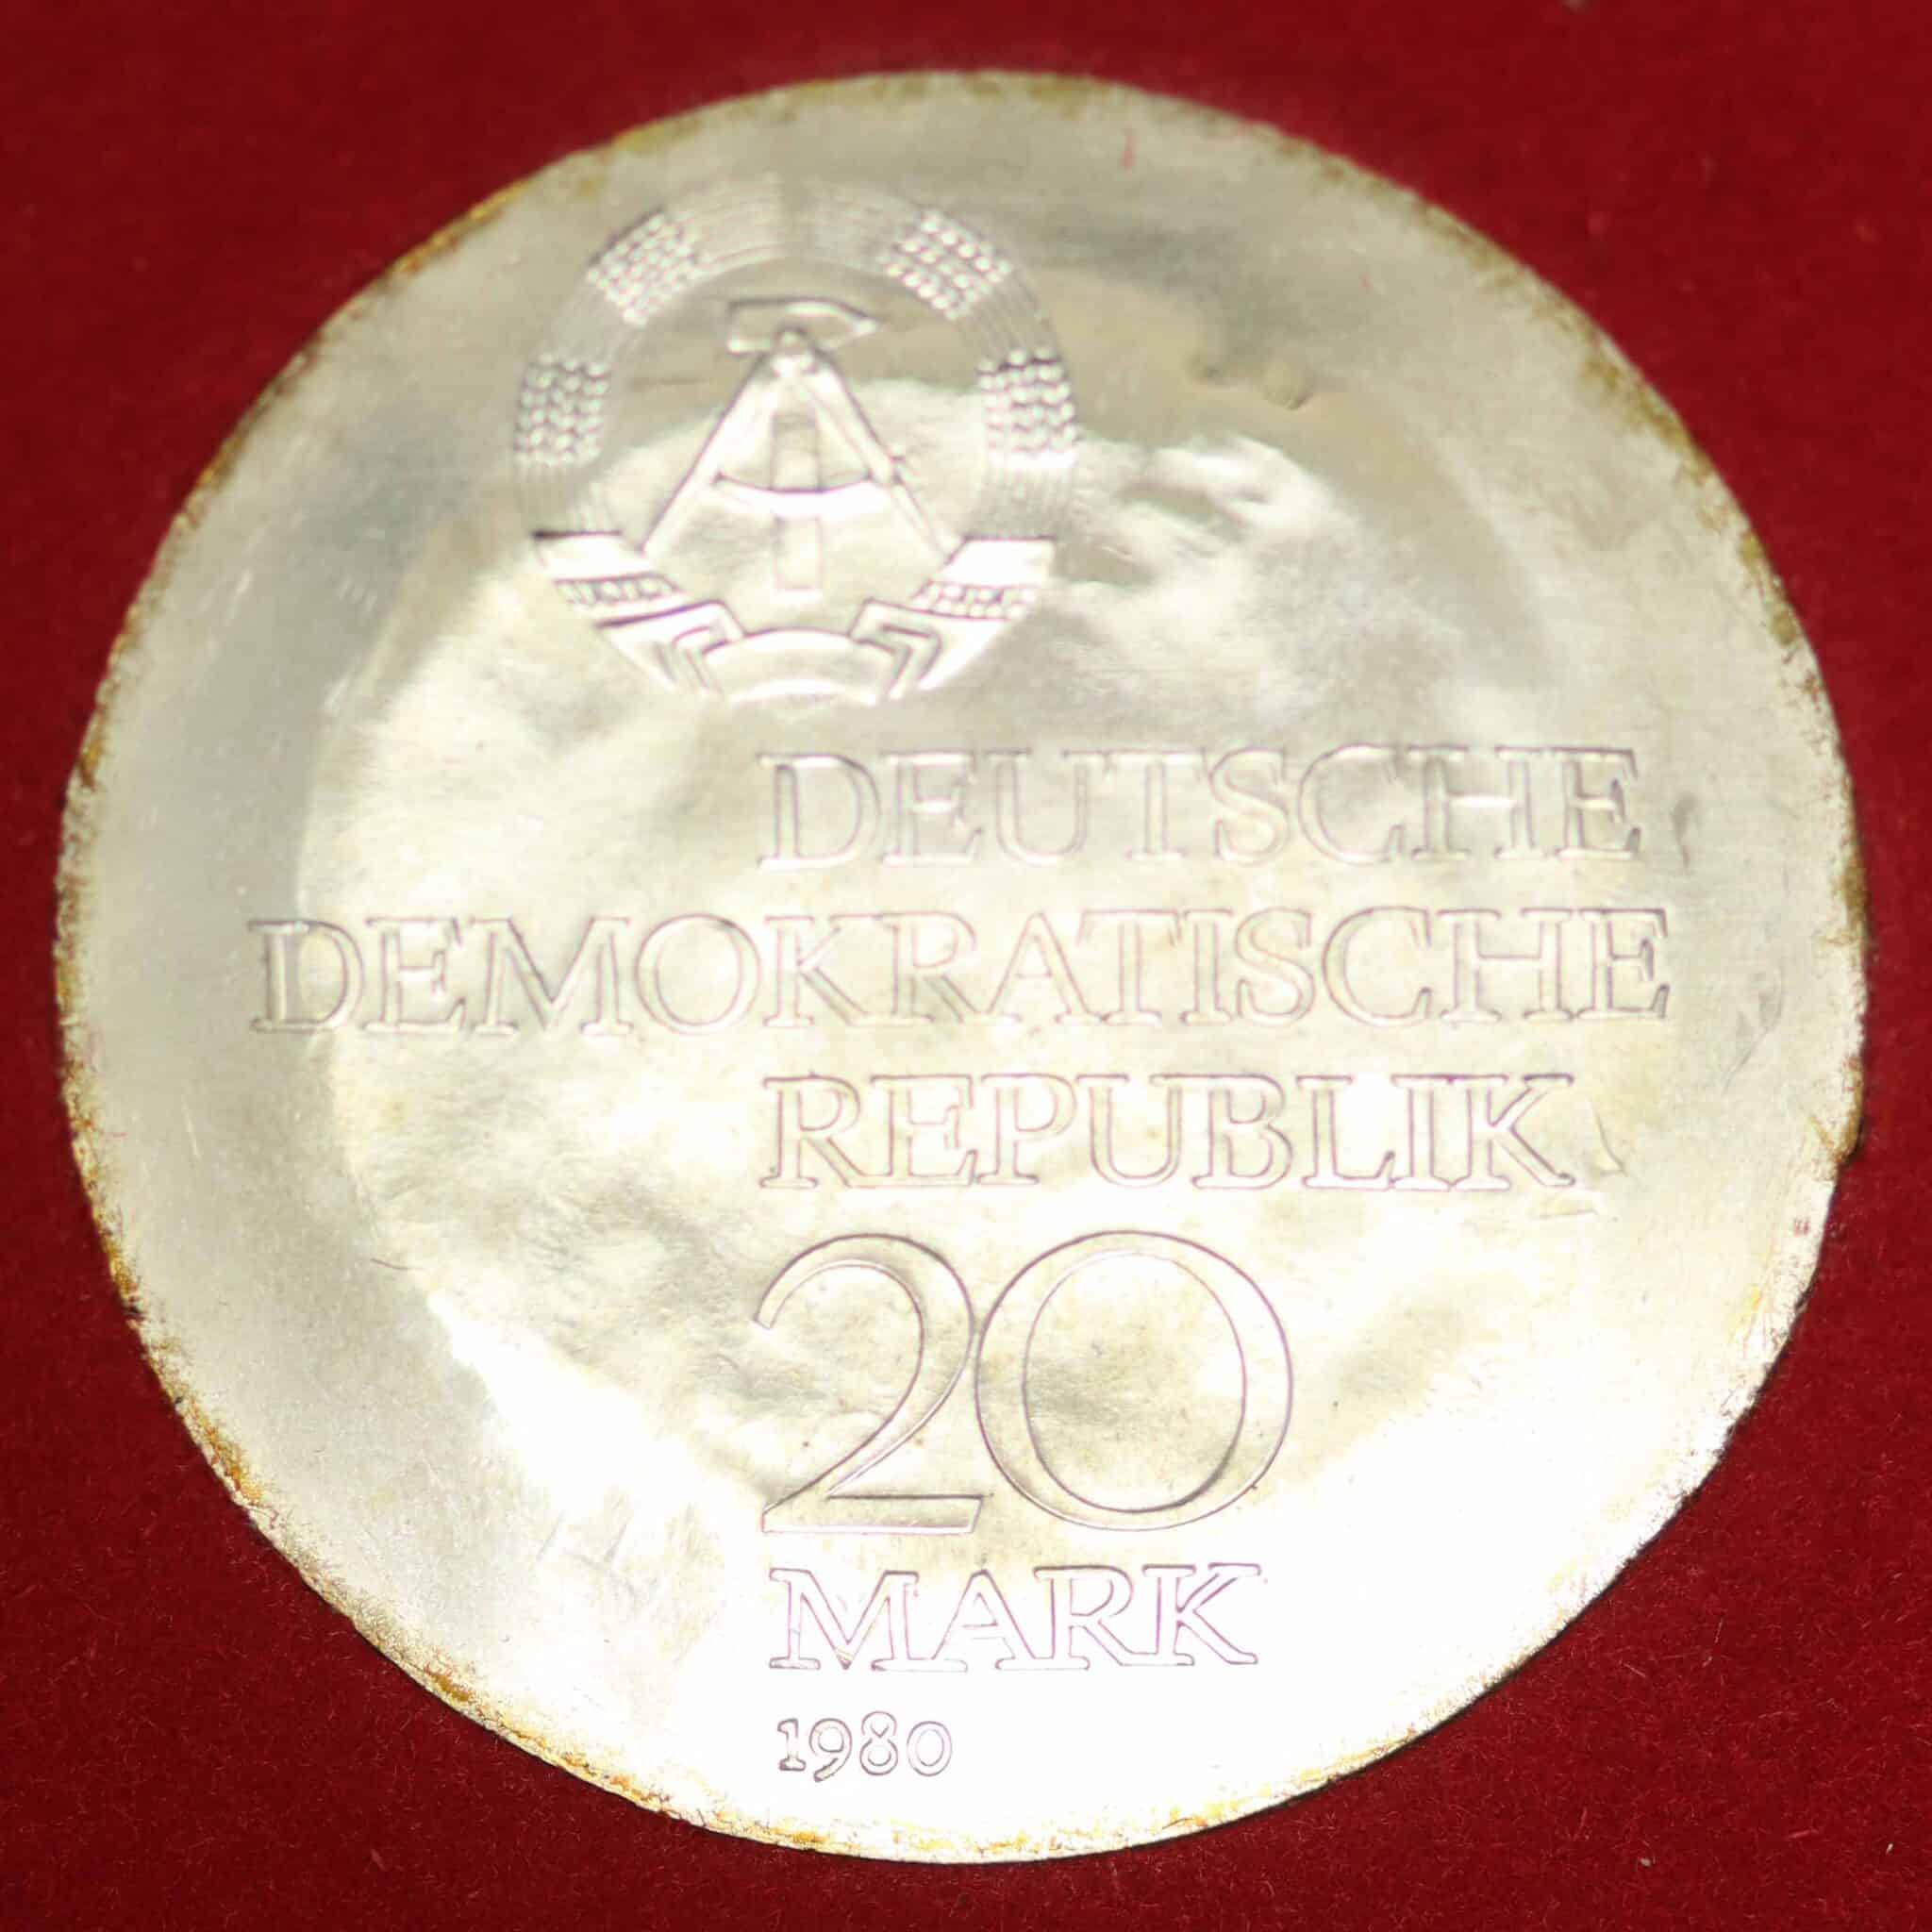 DEUTSCHE
DEMOKRATISCHE
REPUBLIK
20
MARK
1980